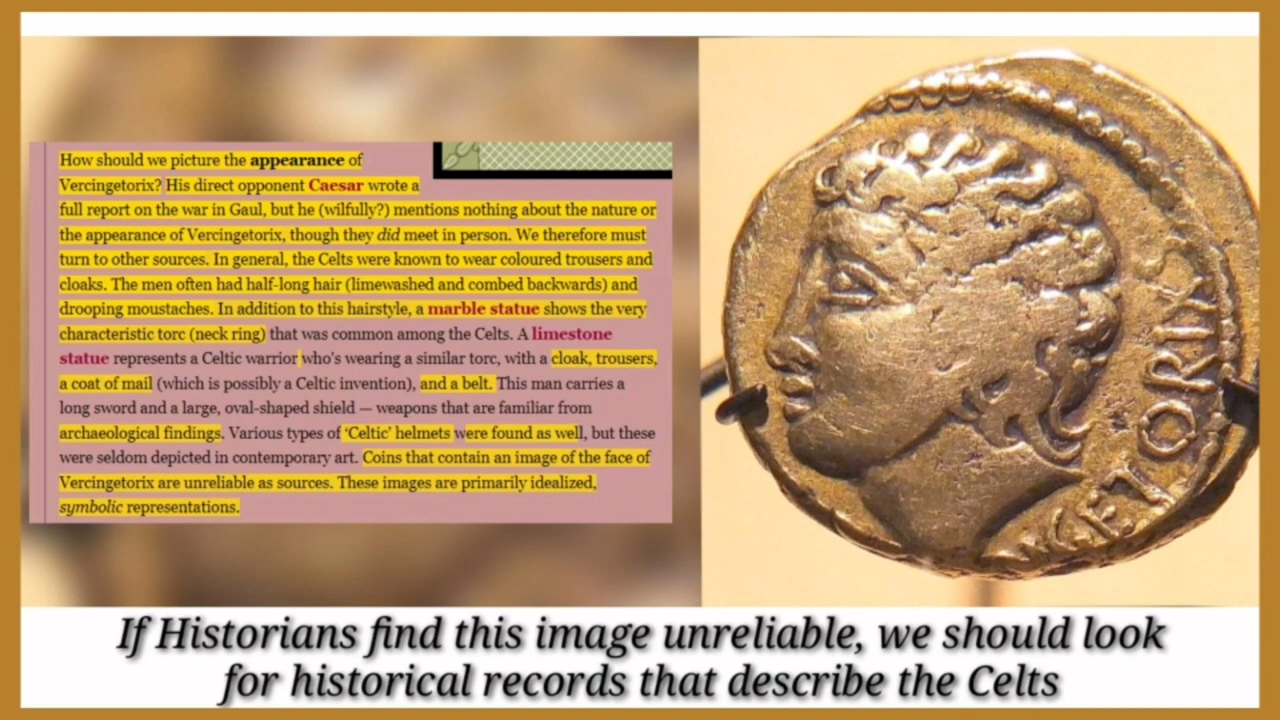 How should we picture the appearance of
Vercingetorix? His direct opponent Caesar wrote a
full report on the war in Gaul, but he (wilfully?) mentions nothing about the nature or
the appearance of Vercingetorix, though they did meet in person. We therefore must
turn to other sources. In general, the Celts were known to wear coloured trousers and
cloaks. The men often had half-long hair (limewashed and combed backwards) and
drooping moustaches. In addition to this hairstyle, a marble statue shows the very
characteristic torc (neck ring) that was common among the Celts. A limestone
statue represents a Celtic warrior who's wearing a similar torc, with a cloak, trousers,
a coat of mail (which is possibly a Celtic invention), and a belt. This man carries a
long sword and a large, oval-shaped shield — weapons that are familiar from
archaeological findings. Various types of ‘Celtic’ helmets were found as well, but these
were seldom depicted in contemporary art. Coins that contain an image of the face of
Vercingetorix are unreliable as sources. These images are primarily idealized,
symbolic representations.
NGETORIX
If Historians find this image unreliable, we should look
for historical records that describe the Celts